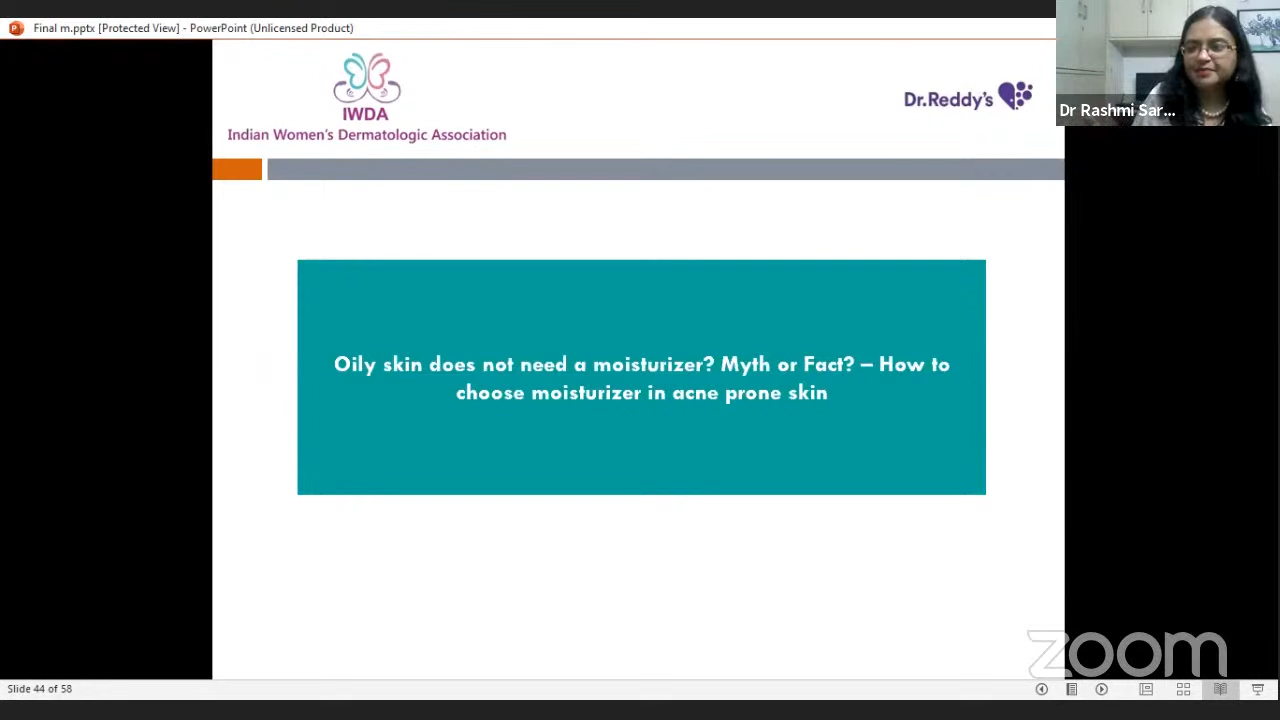 Final m.pptx [Protected View] - PowerPoint (Unlicensed Product)
IWDA
Indian Women's Dermatologic Association
Dr.Reddy's
Dr Rashmi Sar...
Oily skin does not need a moisturizer? Myth or Fact? – How to
choose moisturizer in acne prone skin
zoom
Slide 44 of 58